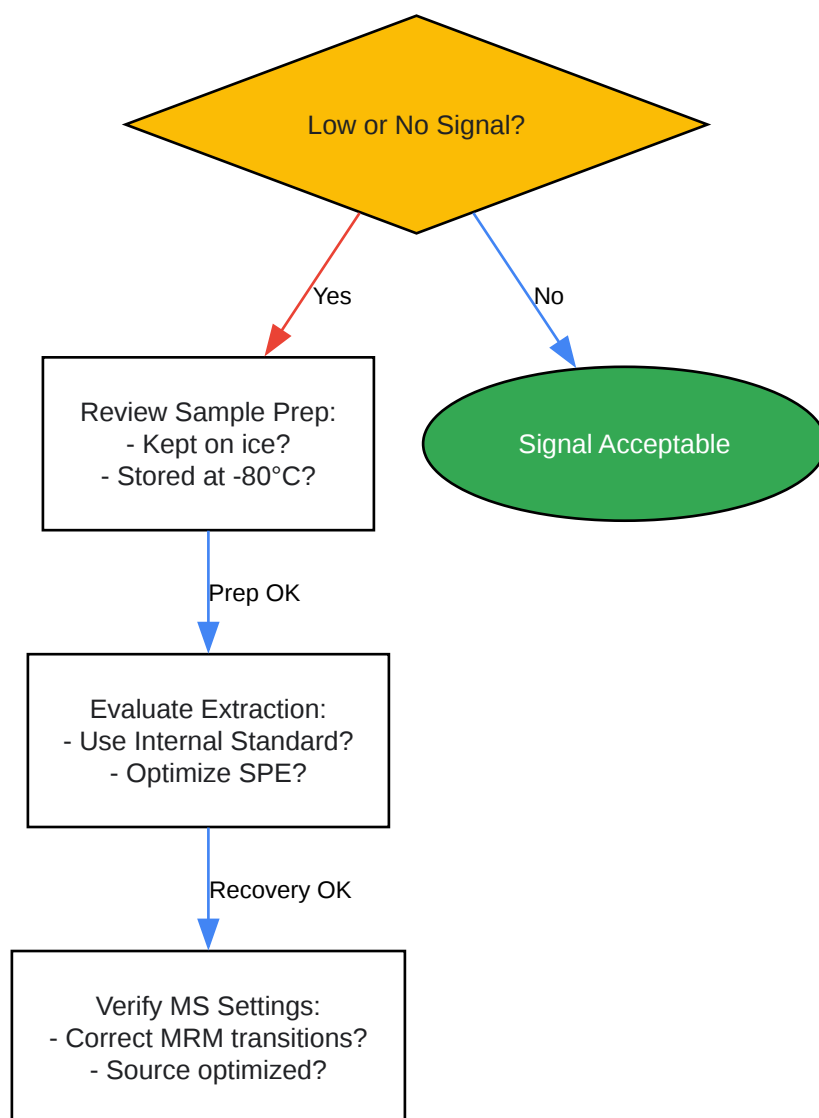 Low or No Signal?
Yes
No
Review Sample Prep:
- Kept on ice?
- Stored at -80°C?
Signal Acceptable
Prep OK
Evaluate Extraction:
- Use Internal Standard?
- Optimize SPE?
Recovery OK
Verify MS Settings:
- Correct MRM transitions?
- Source optimized?